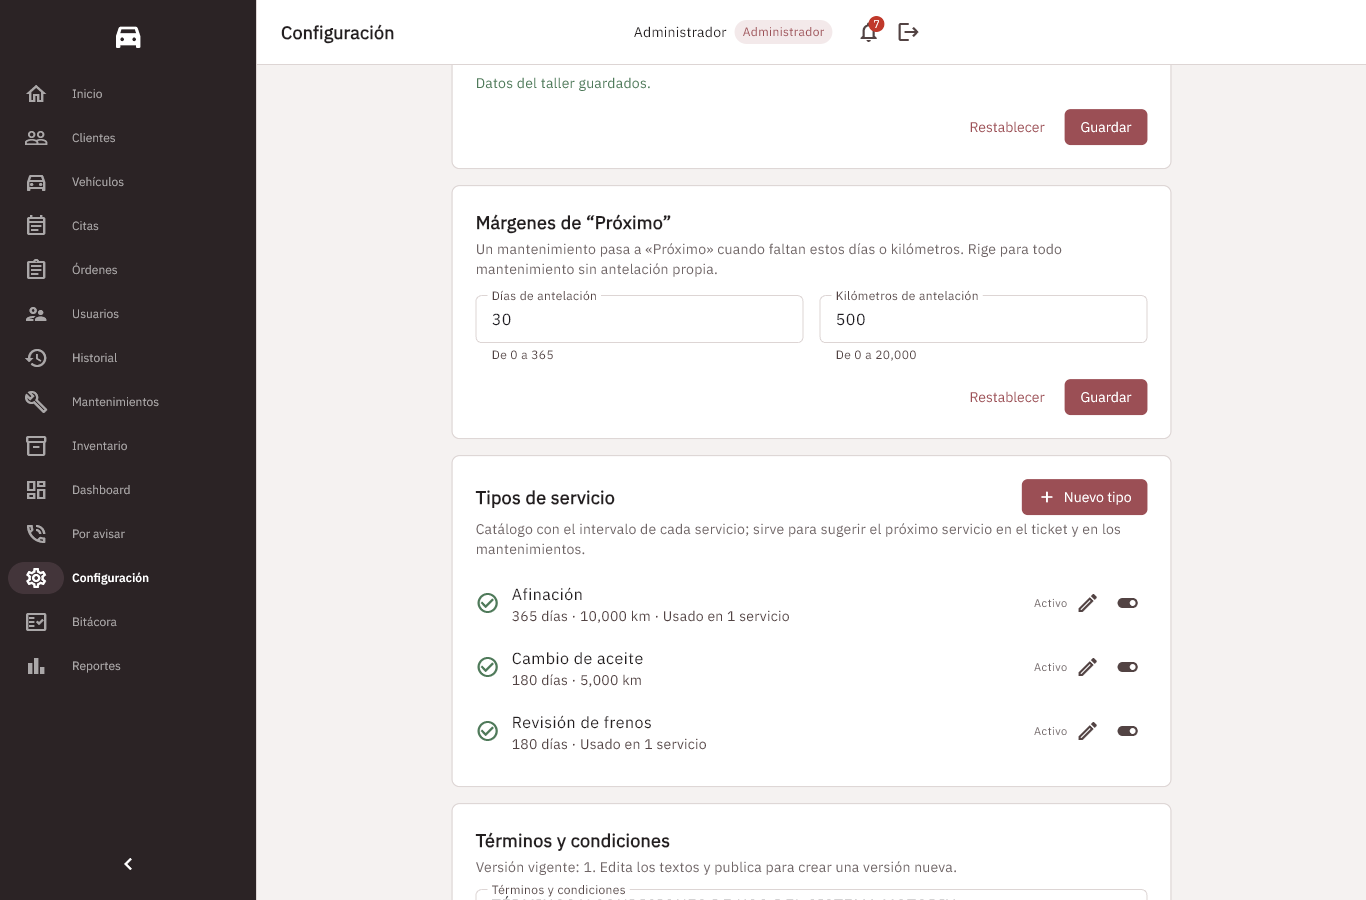 Configuración
Administrador
Administrador
7
Inicio
Clientes
Vehículos
Citas
Órdenes
Usuarios
Historial
Mantenimientos
Inventario
Dashboard
Por avisar
Configuración
Bitácora
Reportes
Datos del taller guardados.
Restablecer
Guardar
Márgenes de “Próximo”
Un mantenimiento pasa a «Próximo» cuando faltan estos días o kilómetros. Rige para todo
mantenimiento sin antelación propia.
Días de antelación
30
De 0 a 365
Kilómetros de antelación
500
De 0 a 20,000
Restablecer
Guardar
Tipos de servicio
Nuevo tipo
Catálogo con el intervalo de cada servicio; sirve para sugerir el próximo servicio en el ticket y en los
mantenimientos.
Afinación
365 días · 10,000 km · Usado en 1 servicio
Activo
Cambio de aceite
180 días · 5,000 km
Activo
Revisión de frenos
180 días · Usado en 1 servicio
Activo
Términos y condiciones
Versión vigente: 1. Edita los textos y publica para crear una versión nueva.
Términos y condiciones